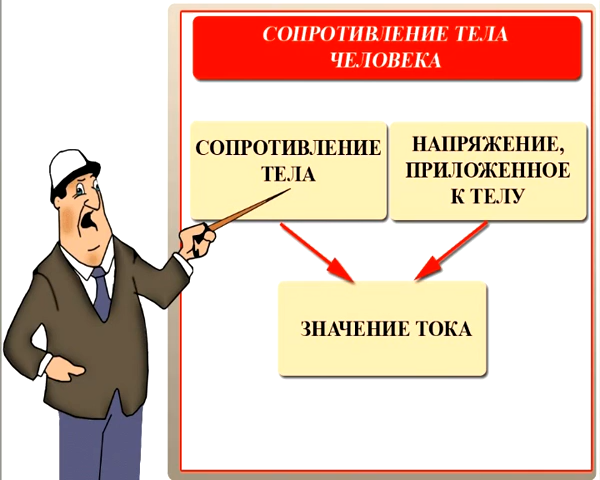 СОПРОТИВЛЕНИЕ ТЕЛА
ЧЕЛОВЕКА
СОПРОТИВЛЕНИЕ
ТЕЛА
НАПРЯЖЕНИЕ,
ПРИЛОЖЕННОЕ
К ТЕЛУ
ЗНАЧЕНИЕ ТОКА